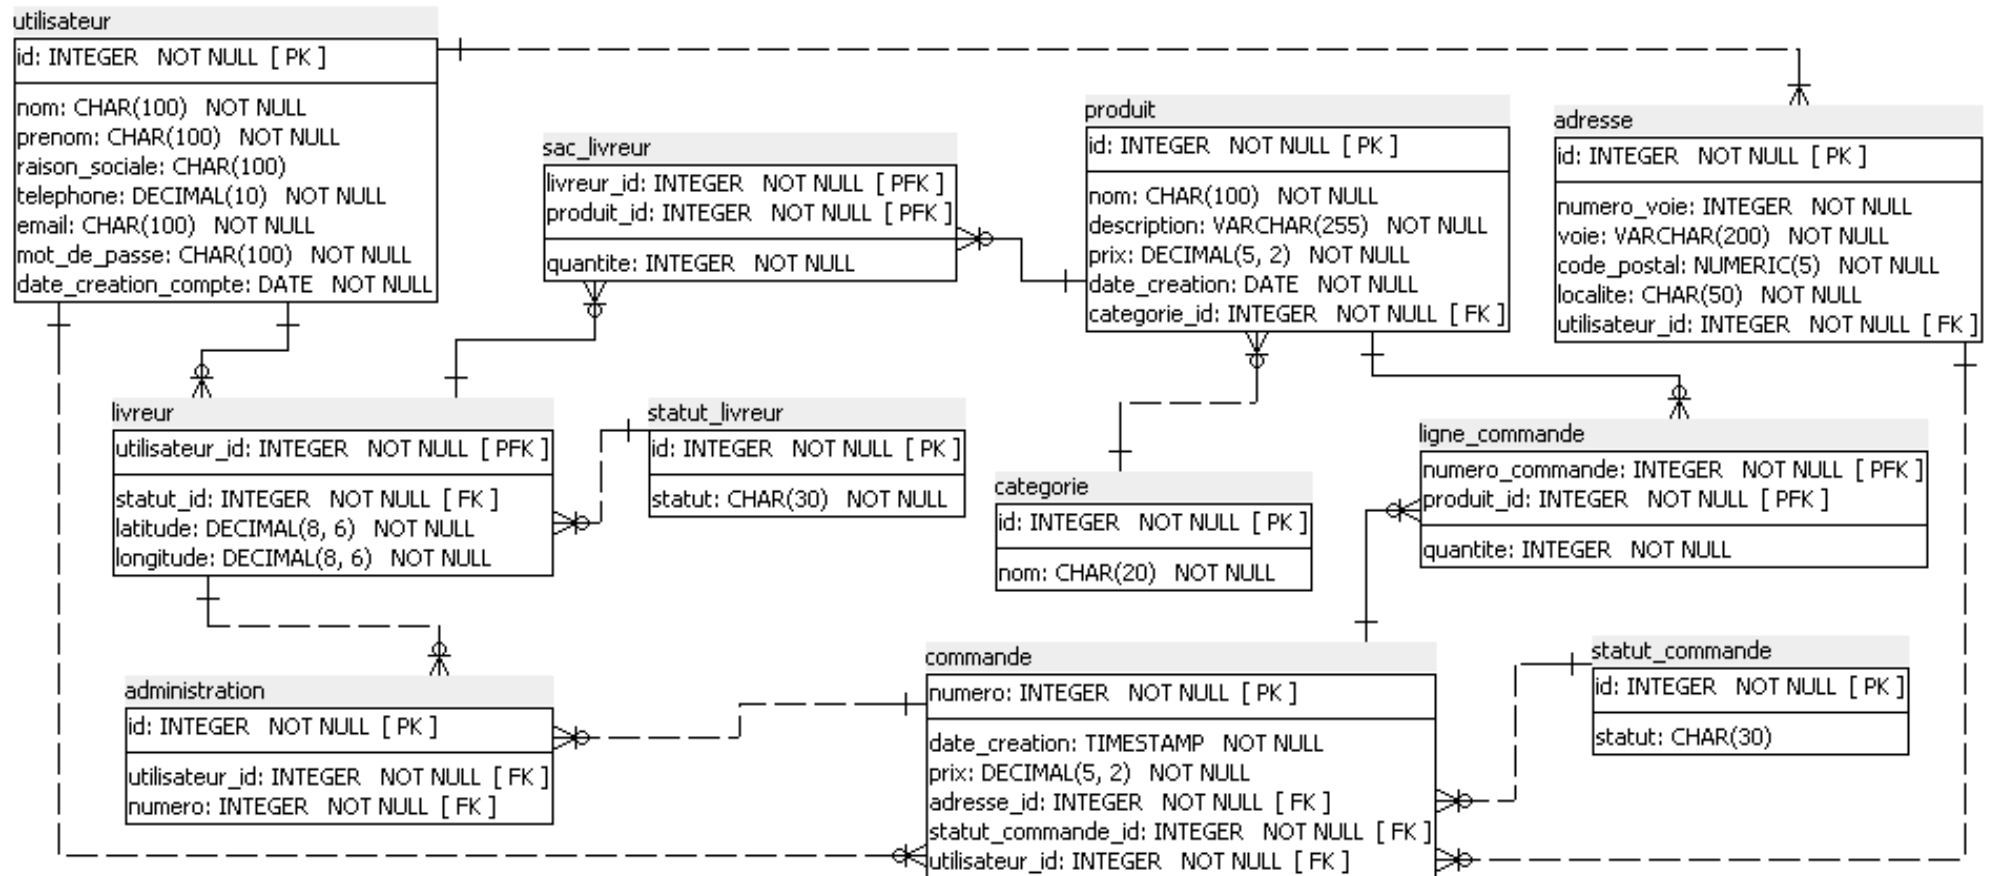 utilisateur
id: INTEGER NOT NULL [ PK ]
nom: CHAR(100) NOT NULL
prenom: CHAR(100) NOT NULL
raison_sociale: CHAR(100)
telephone: DECIMAL(10) NOT NULL
email: CHAR(100) NOT NULL
mot_de_passe: CHAR(100) NOT NULL
date_creation_compte: DATE NOT NULL
sac_livreur
livreur_id: INTEGER NOT NULL [ PFK ]
produit_id: INTEGER NOT NULL [ PFK ]
quantite: INTEGER NOT NULL
produit
id: INTEGER NOT NULL [ PK ]
nom: CHAR(100) NOT NULL
description: VARCHAR(255) NOT NULL
prix: DECIMAL(5, 2) NOT NULL
date_creation: DATE NOT NULL
categorie_id: INTEGER NOT NULL [ FK ]
adresse
id: INTEGER NOT NULL [ PK ]
numero_voie: INTEGER NOT NULL
voie: VARCHAR(200) NOT NULL
code_postal: NUMERIC(5) NOT NULL
localite: CHAR(50) NOT NULL
utilisateur_id: INTEGER NOT NULL [ FK ]
livreur
utilisateur_id: INTEGER NOT NULL [ PFK ]
statut_id: INTEGER NOT NULL [ FK ]
latitude: DECIMAL(8, 6) NOT NULL
longitude: DECIMAL(8, 6) NOT NULL
statut_livreur
id: INTEGER NOT NULL [ PK ]
statut: CHAR(30) NOT NULL
categorie
id: INTEGER NOT NULL [ PK ]
nom: CHAR(20) NOT NULL
ligne_commande
numero_commande: INTEGER NOT NULL [ PFK ]
produit_id: INTEGER NOT NULL [ PFK ]
quantite: INTEGER NOT NULL
administration
id: INTEGER NOT NULL [ PK ]
utilisateur_id: INTEGER NOT NULL [ FK ]
numero: INTEGER NOT NULL [ FK ]
commande
numero: INTEGER NOT NULL [ PK ]
date_creation: TIMESTAMP NOT NULL
prix: DECIMAL(5, 2) NOT NULL
adresse_id: INTEGER NOT NULL [ FK ]
statut_commande_id: INTEGER NOT NULL [ FK ]
utilisateur_id: INTEGER NOT NULL [ FK ]
statut_commande
id: INTEGER NOT NULL [ PK ]
statut: CHAR(30)